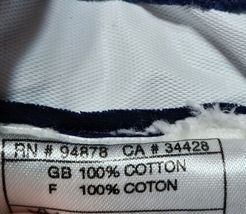 RN # 94878 CA # 34428
GB 100% COTTON
F 100% COTON